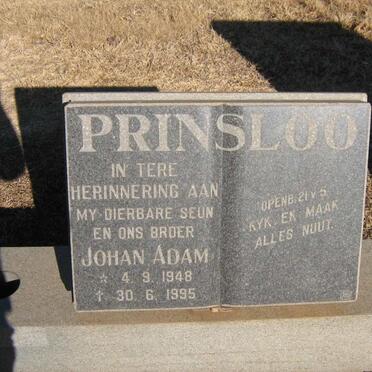 PRINSLOO
IN TERE
HERINNERING AAN
MY DIERBARE SEUN
EN ONS BROER
JOHAN ADAM
☆ 4. 9. 1948
✝ 30. 6. 1995
OPENB. 21 V 5
KYK, EK MAAK
ALLES NUUT.